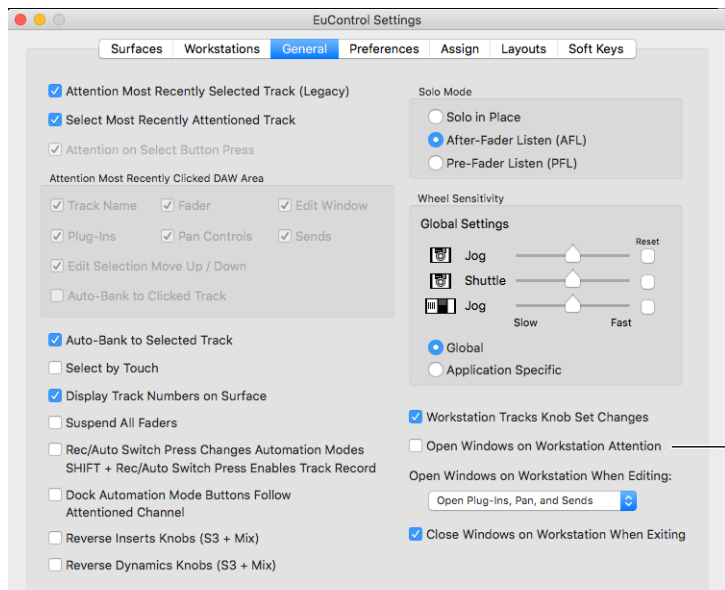 EuControl Settings
Surfaces Workstations General Preferences Assign Layouts Soft Keys
Attention Most Recently Selected Track (Legacy)
Select Most Recently Attentioned Track
Attention on Select Button Press
Attention Most Recently Clicked DAW Area
Track Name Fader Edit Window
Plug-Ins Pan Controls Sends
Edit Selection Move Up / Down
Auto-Bank to Clicked Track
Auto-Bank to Selected Track
Select by Touch
Display Track Numbers on Surface
Suspend All Faders
Rec/Auto Switch Press Changes Automation Modes
SHIFT + Rec/Auto Switch Press Enables Track Record
Dock Automation Mode Buttons Follow
Attentioned Channel
Reverse Inserts Knobs (S3 + Mix)
Reverse Dynamics Knobs (S3 + Mix)
Solo Mode
Solo in Place
After-Fader Listen (AFL)
Pre-Fader Listen (PFL)
Wheel Sensitivity
Global Settings
Reset
Jog
Shuttle
Jog
Slow Fast
Global
Application Specific
Workstation Tracks Knob Set Changes
Open Windows on Workstation Attention
Open Windows on Workstation When Editing:
Open Plug-Ins, Pan, and Sends
Close Windows on Workstation When Exiting